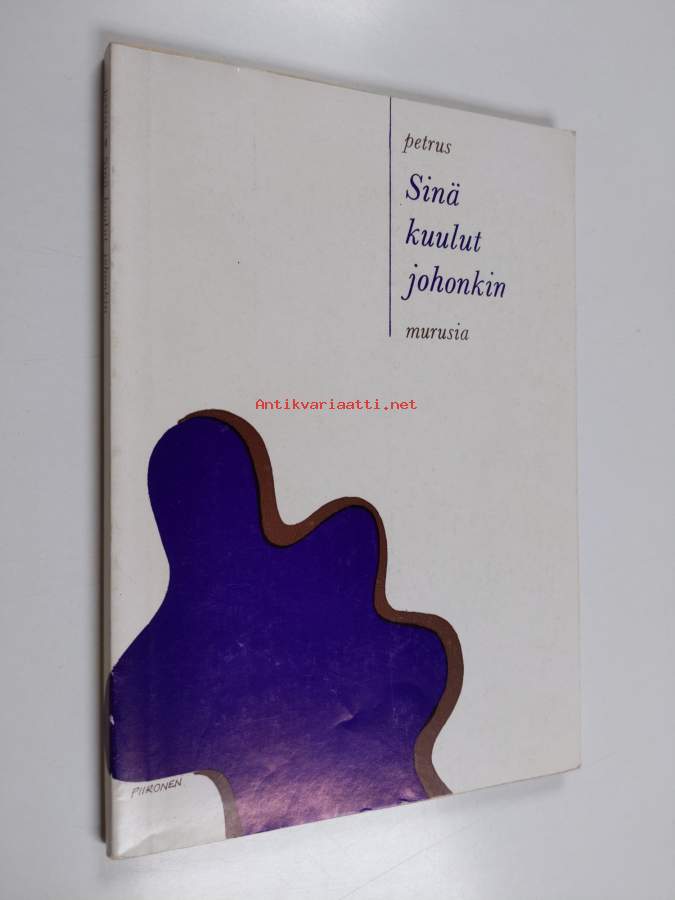 petrus
Sinä
kuulut
johonkin
murusia
Antikvariaatti.net
PIIRONEN